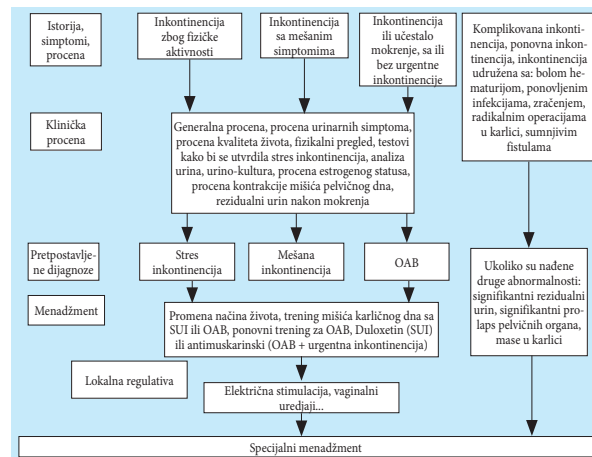 Istorija,
simptomi,
procena
Inkontinencija
zbog fizičke
aktivnosti
Inkontinencija
sa mešanim
simptomima
Inkontinencija
ili učestalo
mokrenje, sa ili
bez urgentne
inkontinencije
Komplikovana inkonti-
nencija, ponovna inkon-
tinencija, inkontinencija
udružena sa: bolom he-
maturijom, ponovljenim
infekcijama, zračenjem,
radikalnim operacijama
u karlici, sumnjivim
fistulama
Klinička
procena
Generalna procena, procena urinarnih simptoma,
procena kvaliteta života, fizikalni pregled, testovi
kako bi se utvrdila stres inkontinencija, analiza
urina, urino-kultura, procena estrogenog statusa,
procena kontrakcije mišića pelvičnog dna,
rezidualni urin nakon mokrenja
Pretpostavlje-
ne dijagnoze
Stres
inkontinencija
Mešana
inkontinencija
OAB
Ukoliko su nađene
druge abnormalnosti:
signifikantni rezidualni
urin, signifikantni pro-
laps pelvičnih organa,
mase u karlici
Menadžment
Promena načina života, trening mišića karličnog dna sa
SUI ili OAB, ponovni trening za OAB, Duloxetin (SUI)
ili antimuskarinski (OAB + urgentna inkontinencija)
Lokalna regulativa
Električna stimulacija, vaginalni
uredjaji...
Specijalni menadžment